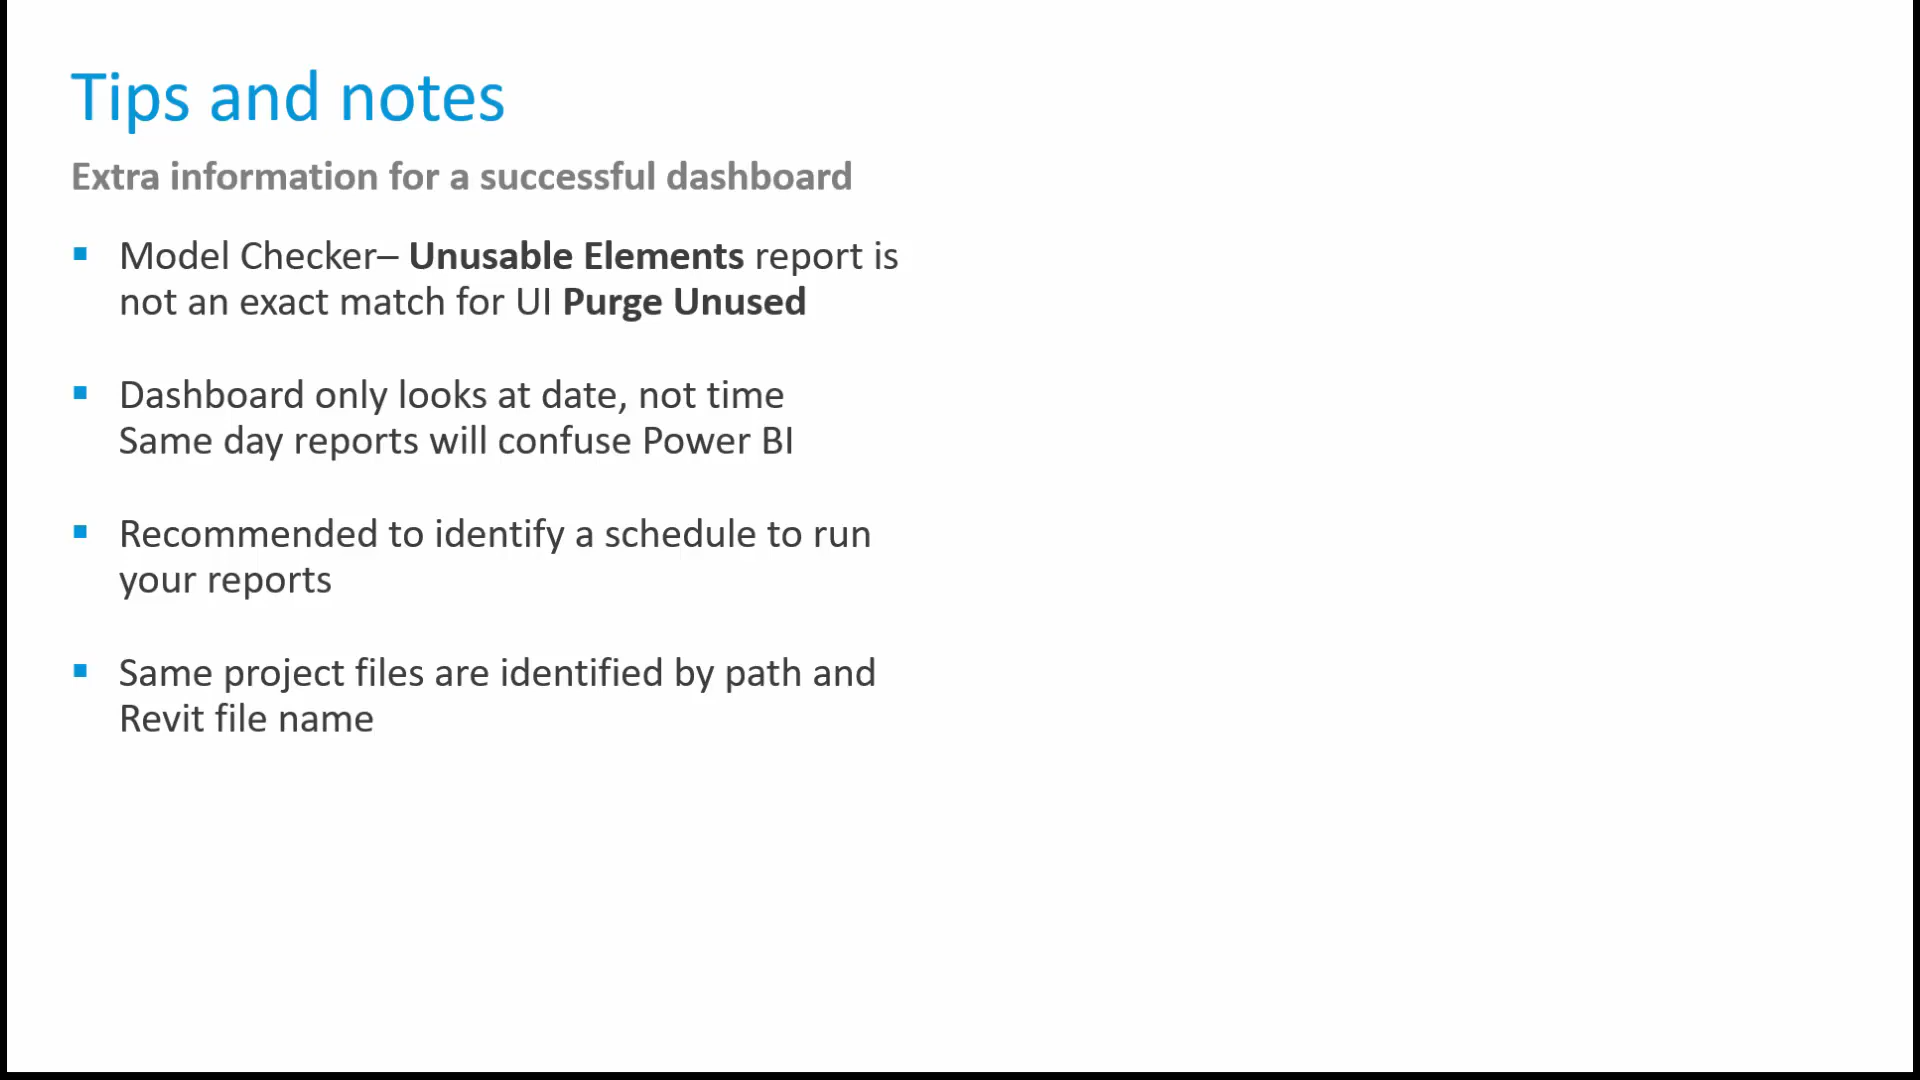 Tips and notes
Extra information for a successful dashboard
▪ Model Checker– Unusable Elements report is
not an exact match for UI Purge Unused
▪ Dashboard only looks at date, not time
Same day reports will confuse Power BI
▪ Recommended to identify a schedule to run
your reports
▪ Same project files are identified by path and
Revit file name